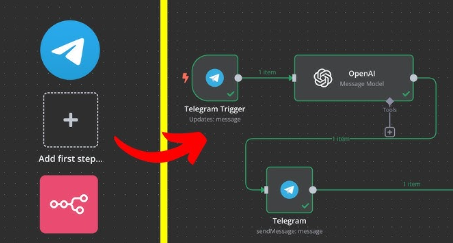 Add first step...
1 item
OpenAI
Message Model
Tools
Telegram Trigger
Updates: message
1 items
Telegram
sendMessage: message
1 item